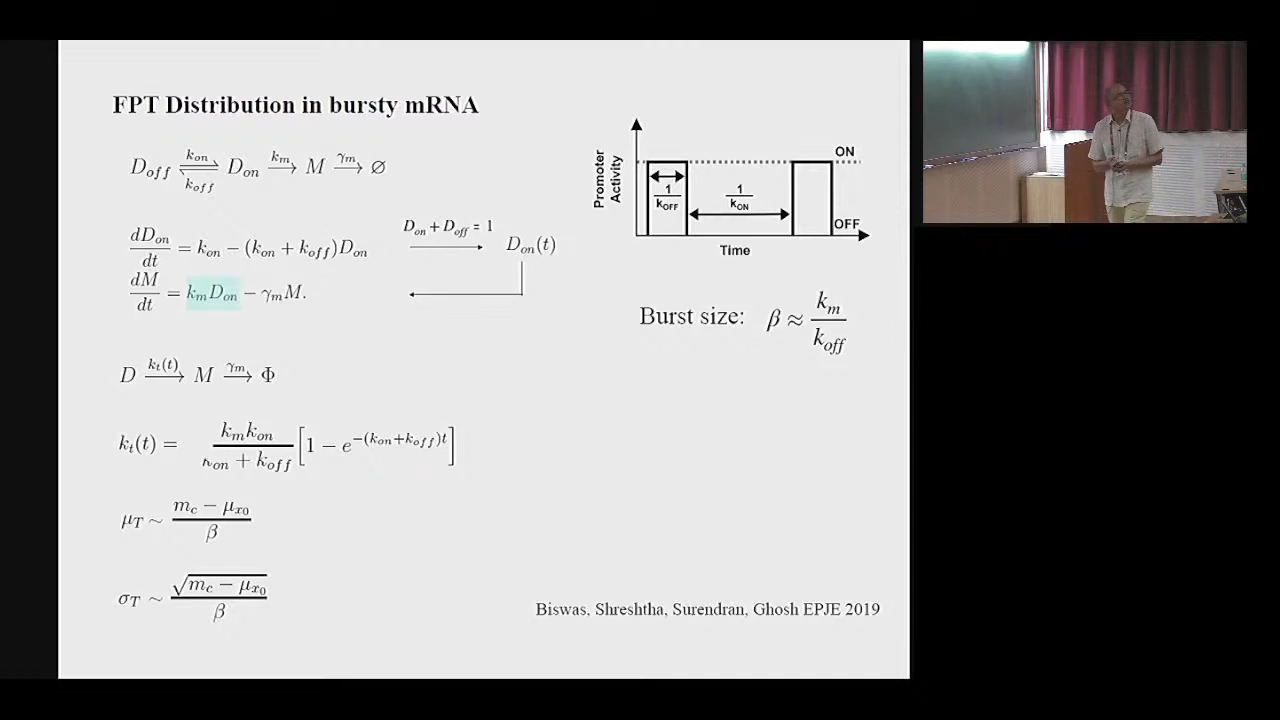 FPT Distribution in bursty mRNA
D_off ⇌ D_on → M → ∅
k_on k_m γ_m
k_off
dD_on/dt = k_on − (k_on + k_off)D_on
D_on + D_off = 1
D_on(t)
dM/dt = k_m D_on − γ_m M.
D → M → Φ
k_t(t) γ_m
k_t(t) = k_m k_on / (k_on + k_off) [1 − e^{−(k_on+k_off)t}]
μ_T ∼ (m_c − μ_{x_0}) / β
σ_T ∼ √(m_c − μ_{x_0}) / β
Promoter
Activity
ON
1/k_OFF
1/k_ON
OFF
Time
Burst size: β ≈ k_m / k_off
Biswas, Shreshtha, Surendran, Ghosh EPJE 2019